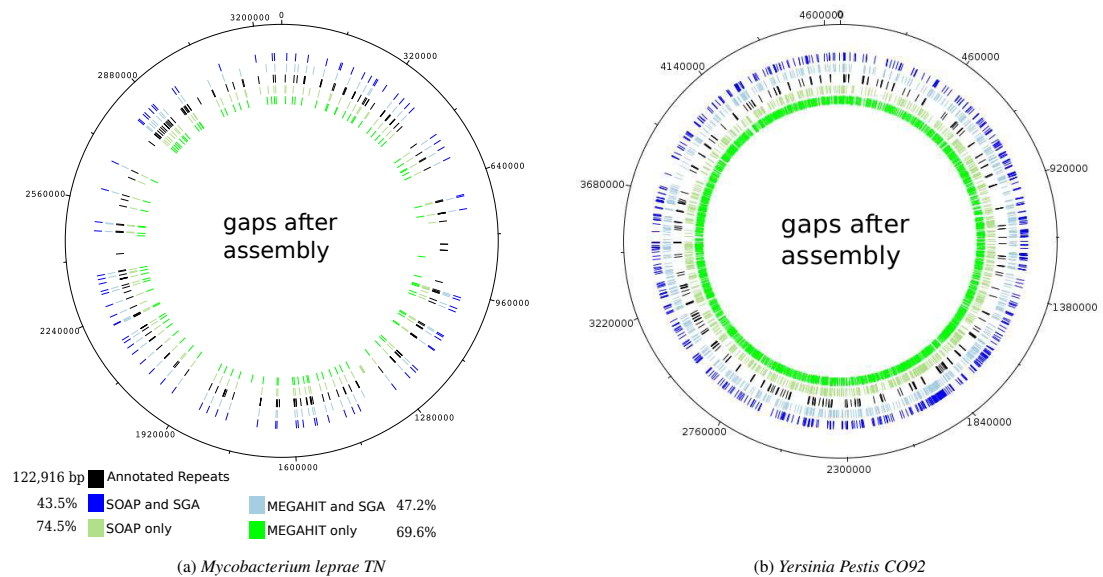 0
3200000
320000
2880000
640000
2560000
960000
2240000
1280000
1920000
1600000
gaps after
assembly
122,916 bp Annotated Repeats
43.5% SOAP and SGA MEGAHIT and SGA 47.2%
74.5% SOAP only MEGAHIT only 69.6%
(a) Mycobacterium leprae TN
4600000 0
460000
4140000
920000
3680000
1380000
3220000
1840000
2760000
2300000
gaps after
assembly
(b) Yersinia Pestis CO92